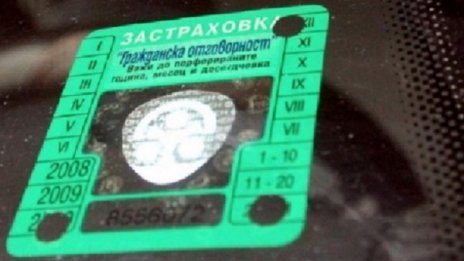 ЗАСТРАХОВКА
"Гражданска отговорност"
Важи до перфорираните
година, месец и десетдневка
I
II
III
IV
V
VI
2008
2009
XII
XI
X
IX
VIII
VII
1 - 10
11 - 20
8556072